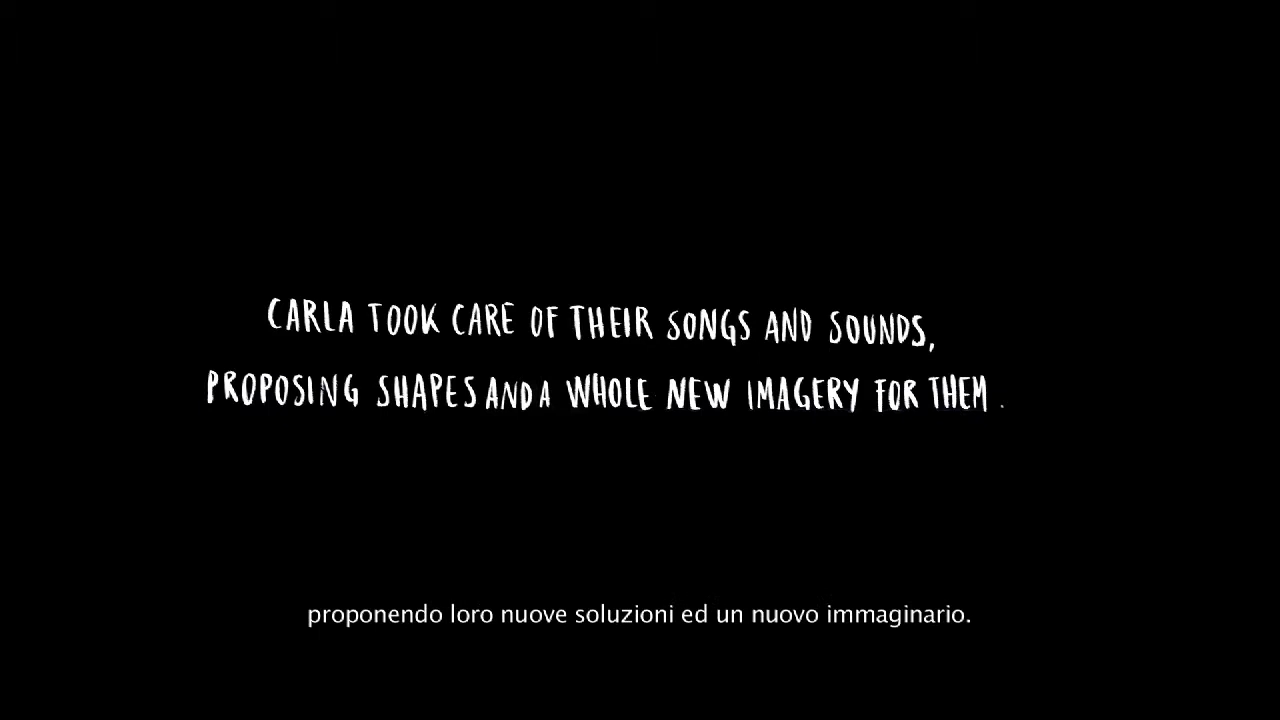 CARLA TOOK CARE OF THEIR SONGS AND SOUNDS,
PROPOSING SHAPES AND A WHOLE NEW IMAGERY FOR THEM.
proponendo loro nuove soluzioni ed un nuovo immaginario.